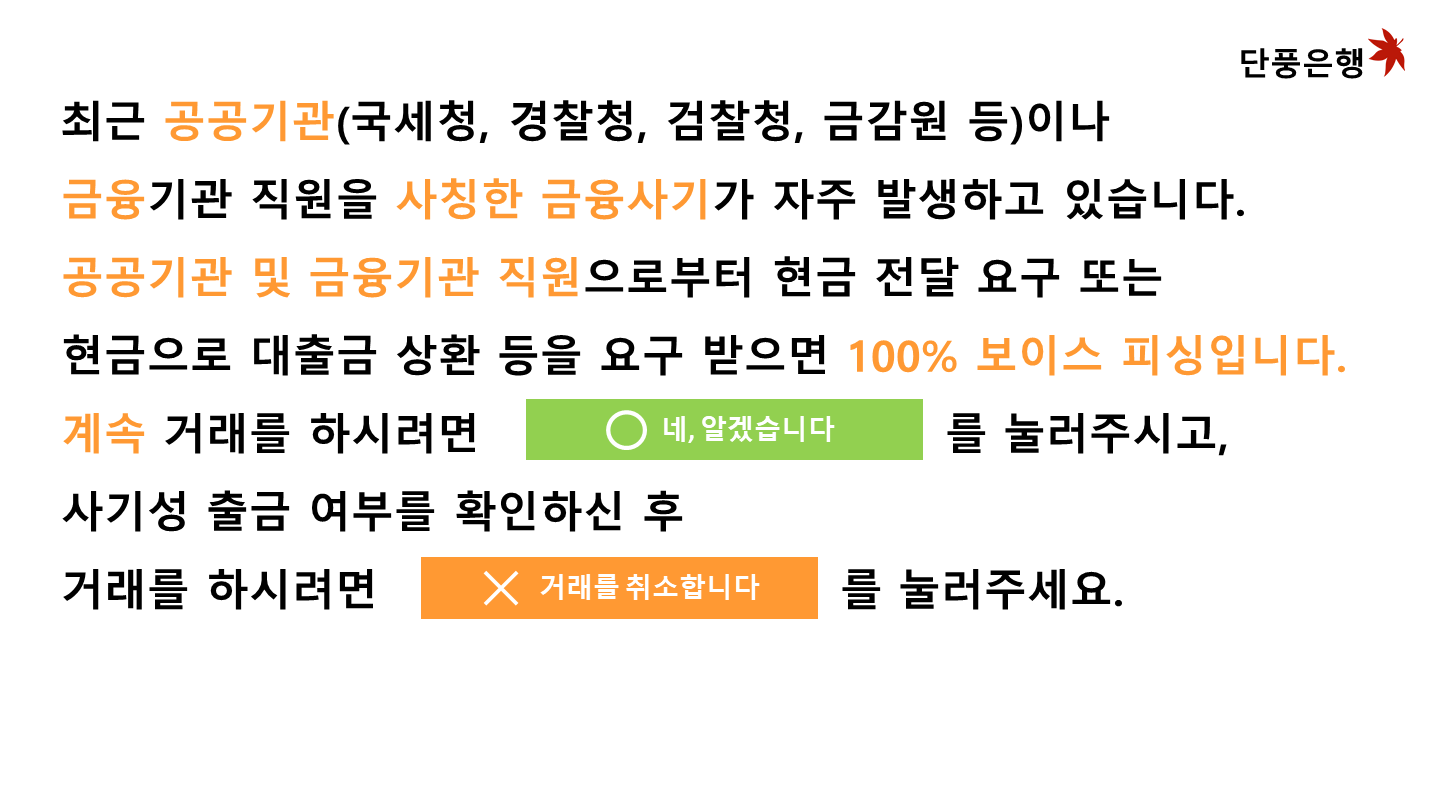 단풍은행
최근 공공기관(국세청, 경찰청, 검찰청, 금감원 등)이나
금융기관 직원을 사칭한 금융사기가 자주 발생하고 있습니다.
공공기관 및 금융기관 직원으로부터 현금 전달 요구 또는
현금으로 대출금 상환 등을 요구 받으면 100% 보이스 피싱입니다.
계속 거래를 하시려면 네, 알겠습니다 를 눌러주시고,
사기성 출금 여부를 확인하신 후
거래를 하시려면 거래를 취소합니다 를 눌러주세요.